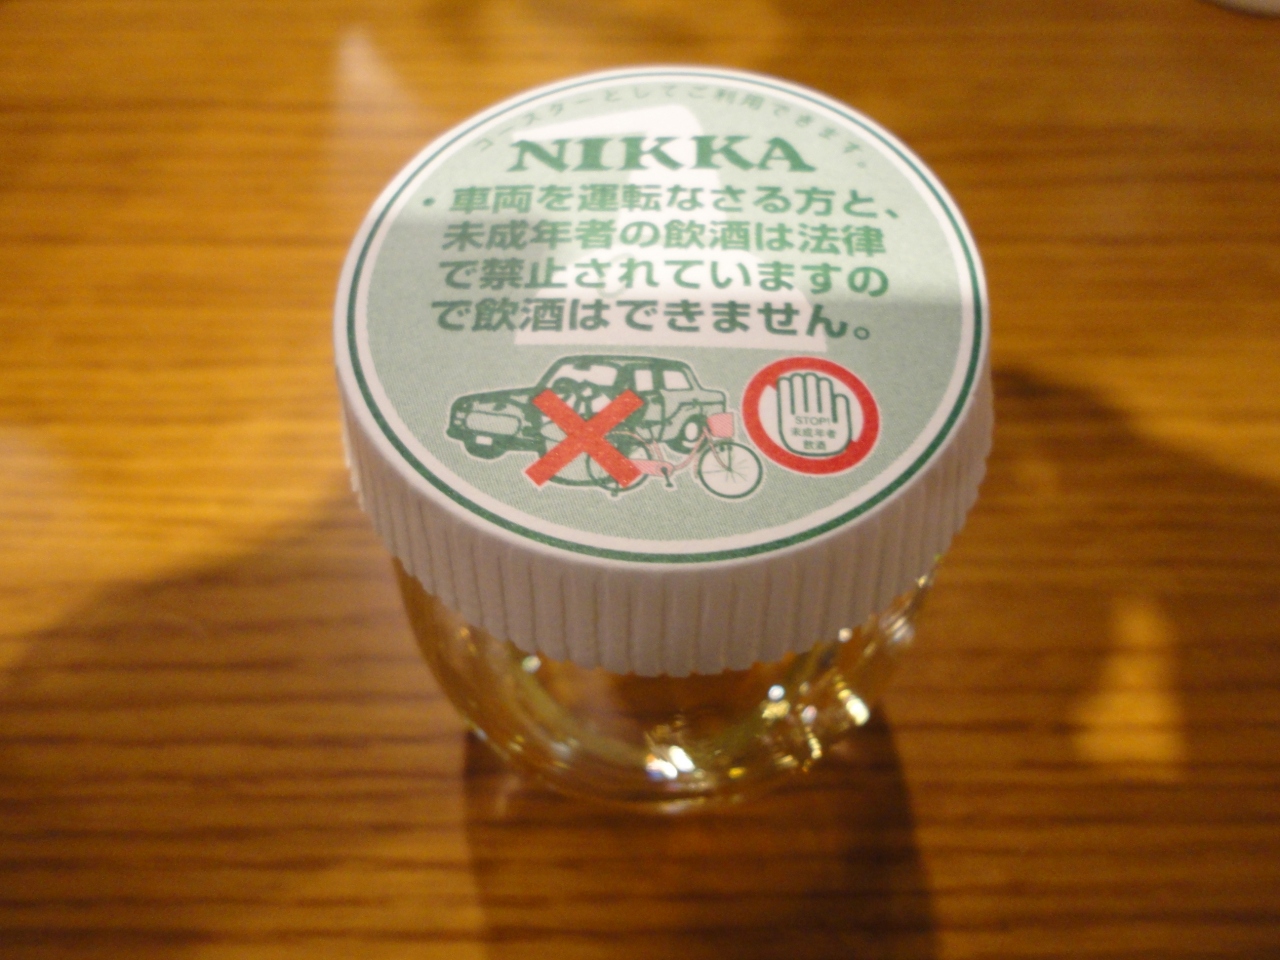 コースターとしてご利用できます。
NIKKA
・車両を運転なさる方と、
未成年者の飲酒は法律
で禁止されていますの
で飲酒はできません。
STOP!
未成年者
飲酒